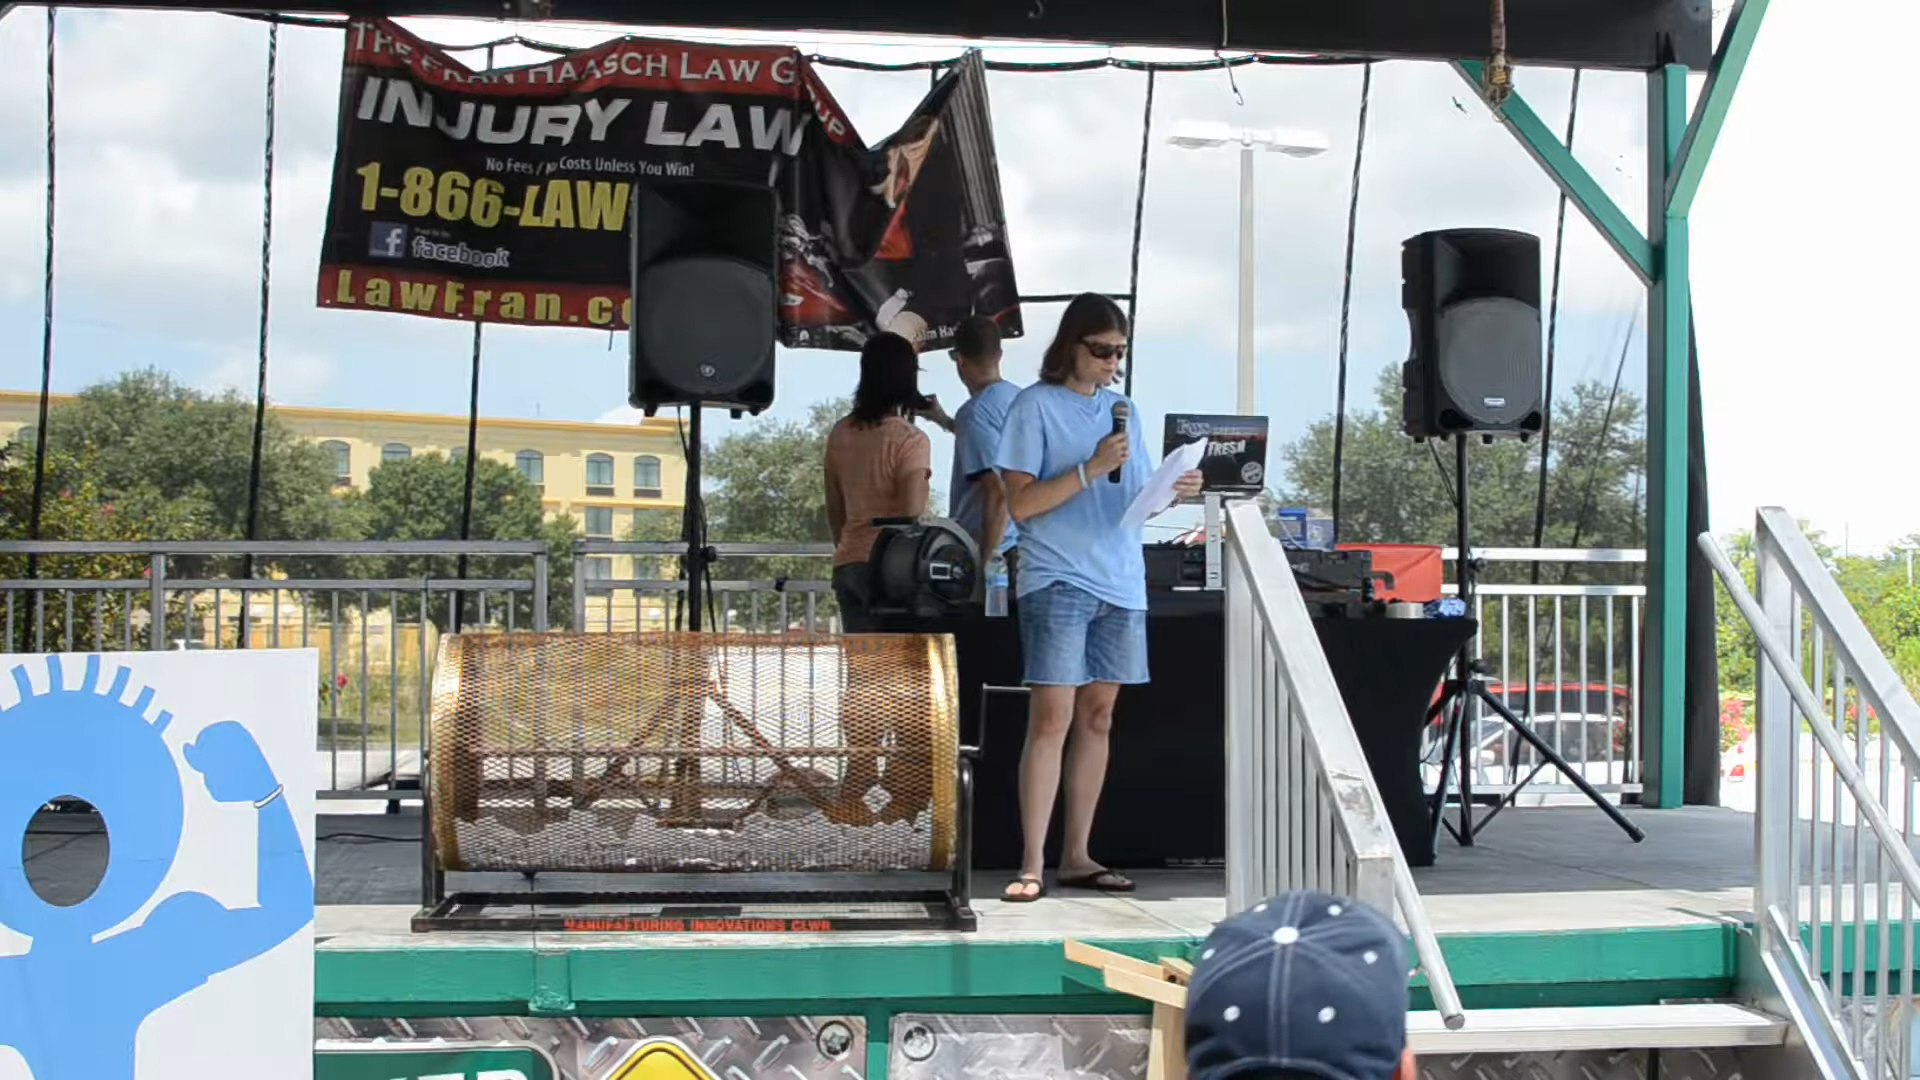 THE FRAN HAASCH LAW GROUP
INJURY LAW
No Fees / No Costs Unless You Win!
1-866-LAW
facebook
LawFran.co
Rays
FRESH
MANUFACTURING INNOVATIONS CLWR